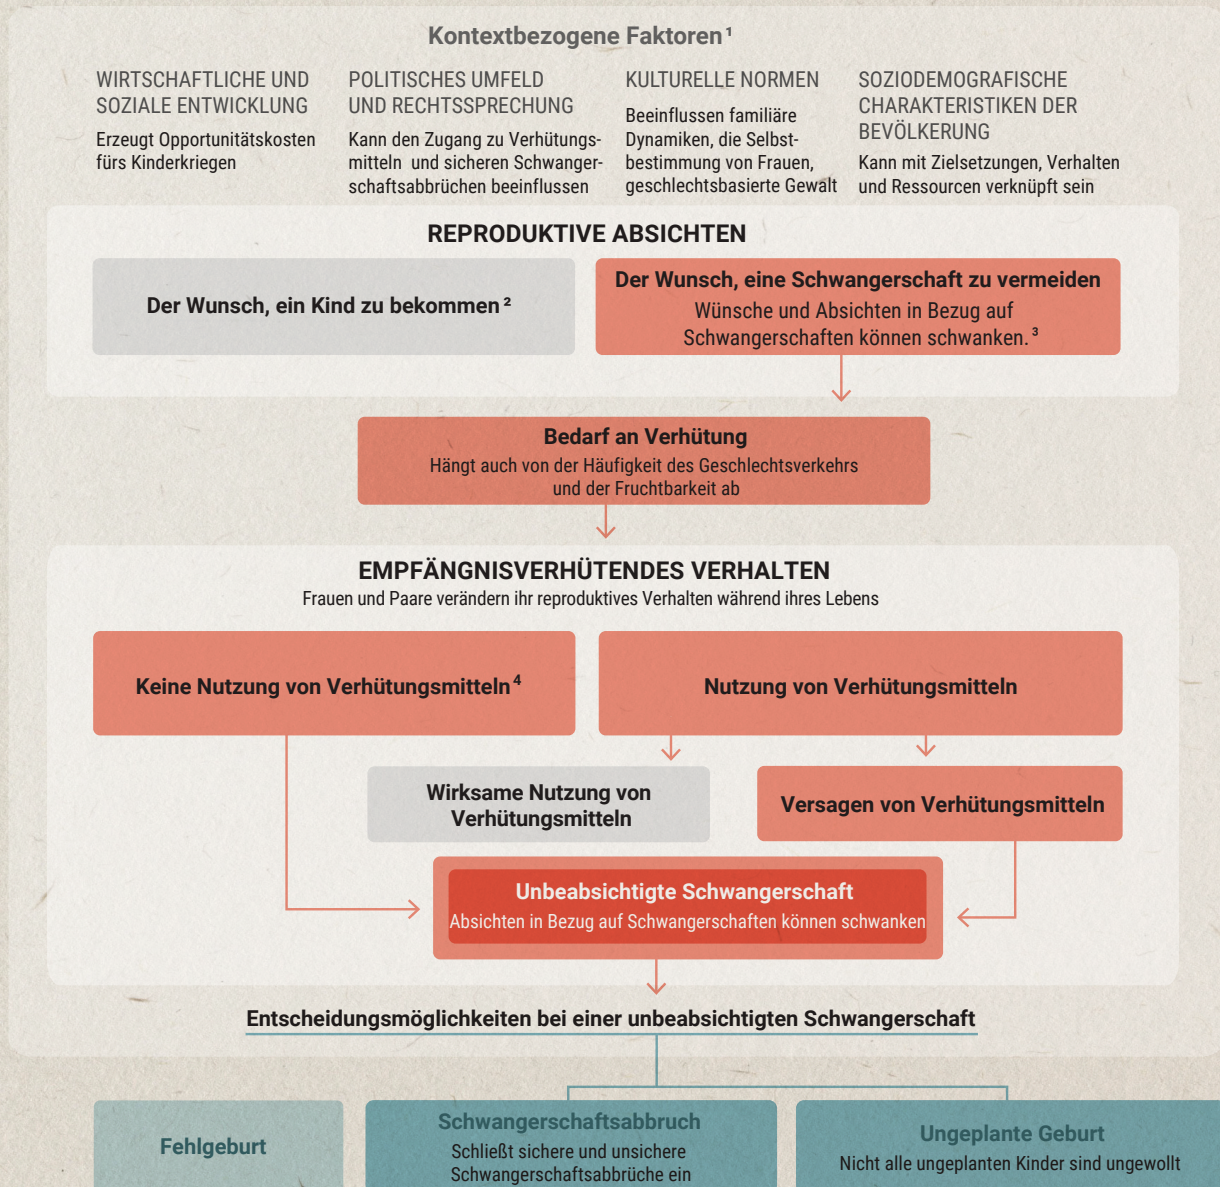 Kontextbezogene Faktoren¹
WIRTSCHAFTLICHE UND
SOZIALE ENTWICKLUNG
Erzeugt Opportunitätskosten
fürs Kinderkriegen
POLITISCHES UMFELD
UND RECHTSSPRECHUNG
Kann den Zugang zu Verhütungs-
mitteln und sicheren Schwanger-
schaftsabbrüchen beeinflussen
KULTURELLE NORMEN
Beeinflussen familiäre
Dynamiken, die Selbst-
bestimmung von Frauen,
geschlechtsbasierte Gewalt
SOZIODEMOGRAFISCHE
CHARAKTERISTIKEN DER
BEVÖLKERUNG
Kann mit Zielsetzungen, Verhalten
und Ressourcen verknüpft sein
REPRODUKTIVE ABSICHTEN
Der Wunsch, ein Kind zu bekommen²
Der Wunsch, eine Schwangerschaft zu vermeiden
Wünsche und Absichten in Bezug auf
Schwangerschaften können schwanken.³
Bedarf an Verhütung
Hängt auch von der Häufigkeit des Geschlechtsverkehrs
und der Fruchtbarkeit ab
EMPFÄNGNISVERHÜTENDES VERHALTEN
Frauen und Paare verändern ihr reproduktives Verhalten während ihres Lebens
Keine Nutzung von Verhütungsmitteln⁴
Nutzung von Verhütungsmitteln
Wirksame Nutzung von
Verhütungsmitteln
Versagen von Verhütungsmitteln
Unbeabsichtigte Schwangerschaft
Absichten in Bezug auf Schwangerschaften können schwanken
Entscheidungsmöglichkeiten bei einer unbeabsichtigten Schwangerschaft
Fehlgeburt
Schwangerschaftsabbruch
Schließt sichere und unsichere
Schwangerschaftsabbrüche ein
Ungeplante Geburt
Nicht alle ungeplanten Kinder sind ungewollt